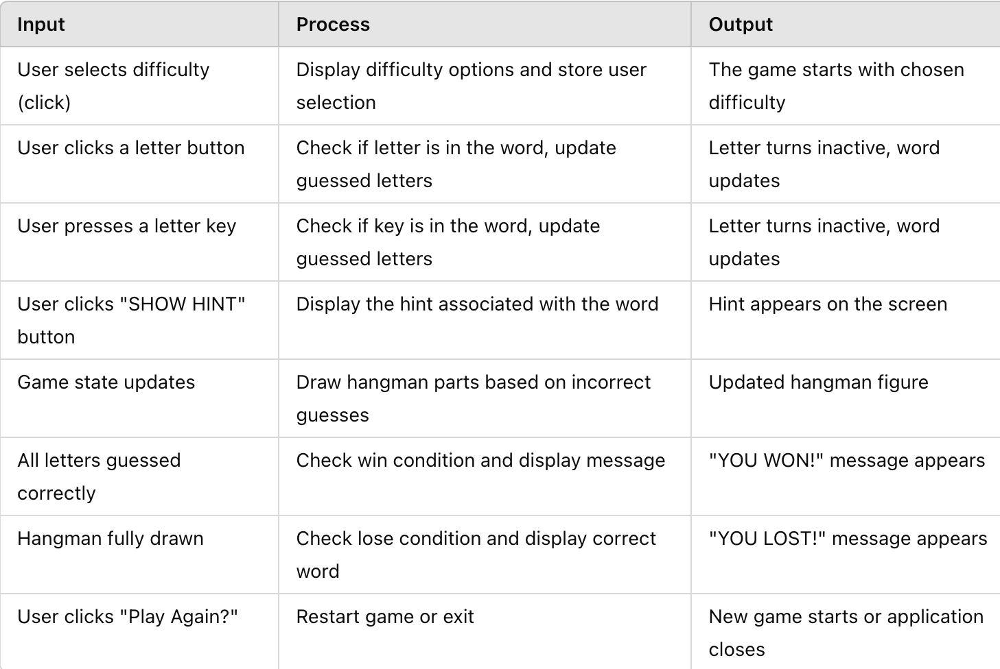 Input
Process
Output
User selects difficulty
(click)
Display difficulty options and store user
selection
The game starts with chosen
difficulty
User clicks a letter button
Check if letter is in the word, update
guessed letters
Letter turns inactive, word
updates
User presses a letter key
Check if key is in the word, update
guessed letters
Letter turns inactive, word
updates
User clicks "SHOW HINT"
button
Display the hint associated with the word
Hint appears on the screen
Game state updates
Draw hangman parts based on incorrect
guesses
Updated hangman figure
All letters guessed
correctly
Check win condition and display message
"YOU WON!" message appears
Hangman fully drawn
Check lose condition and display correct
word
"YOU LOST!" message appears
User clicks "Play Again?"
Restart game or exit
New game starts or application
closes